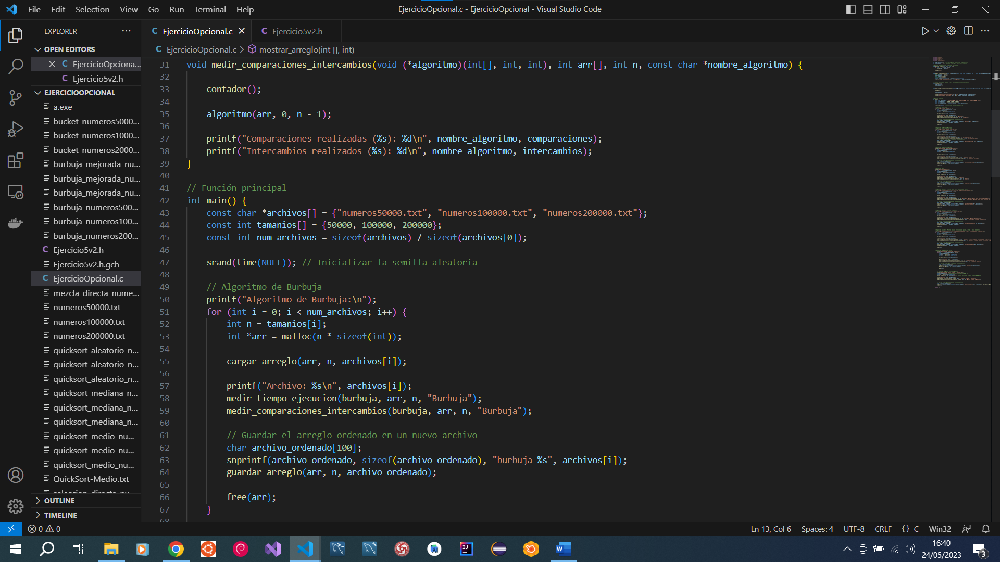 File Edit Selection View Go Run Terminal Help
EjercicioOpcional.c - EjercicioOpcional - Visual Studio Code
EXPLORER
OPEN EDITORS
C EjercicioOpciona...
C Ejercicio5v2.h
EJERCICIOOPCIONAL
a.exe
bucket_numeros5000...
bucket_numeros1000...
bucket_numeros2000...
burbuja_mejorada_nu...
burbuja_mejorada_nu...
burbuja_mejorada_nu...
burbuja_numeros500...
burbuja_numeros100...
burbuja_numeros200...
C Ejercicio5v2.h
Ejercicio5v2.h.gch
C EjercicioOpcional.c
mezcla_directa_nume...
numeros50000.txt
numeros100000.txt
numeros200000.txt
quicksort_aleatorio_n...
quicksort_aleatorio_n...
quicksort_aleatorio_n...
quicksort_mediana_n...
quicksort_mediana_n...
quicksort_mediana_n...
quicksort_medio_nu...
quicksort_medio_nu...
quicksort_medio_nu...
QuickSort-Medio.txt
seleccion_directa_nu...
OUTLINE
TIMELINE
C EjercicioOpcional.c
C Ejercicio5v2.h
C EjercicioOpcional.c > mostrar_arreglo(int [], int)
31 void medir_comparaciones_intercambios(void (*algoritmo)(int[], int, int), int arr[], int n, const char *nombre_algoritmo) {
32
33 contador();
34
35 algoritmo(arr, 0, n - 1);
36
37 printf("Comparaciones realizadas (%s): %d\n", nombre_algoritmo, comparaciones);
38 printf("Intercambios realizados (%s): %d\n", nombre_algoritmo, intercambios);
39 }
40
41 // Función principal
42 int main() {
43 const char *archivos[] = {"numeros50000.txt", "numeros100000.txt", "numeros200000.txt"};
44 const int tamanios[] = {50000, 100000, 200000};
45 const int num_archivos = sizeof(archivos) / sizeof(archivos[0]);
46
47 srand(time(NULL)); // Inicializar la semilla aleatoria
48
49 // Algoritmo de Burbuja
50 printf("Algoritmo de Burbuja:\n");
51 for (int i = 0; i < num_archivos; i++) {
52 int n = tamanios[i];
53 int *arr = malloc(n * sizeof(int));
54
55 cargar_arreglo(arr, n, archivos[i]);
56
57 printf("Archivo: %s\n", archivos[i]);
58 medir_tiempo_ejecucion(burbuja, arr, n, "Burbuja");
59 medir_comparaciones_intercambios(burbuja, arr, n, "Burbuja");
60
61 // Guardar el arreglo ordenado en un nuevo archivo
62 char archivo_ordenado[100];
63 snprintf(archivo_ordenado, sizeof(archivo_ordenado), "burbuja_%s", archivos[i]);
64 guardar_arreglo(arr, n, archivo_ordenado);
65
66 free(arr);
67 }
68
0 0
Ln 13, Col 6 Spaces: 4 UTF-8 CRLF {} C Win32
16:40
24/05/2023
3